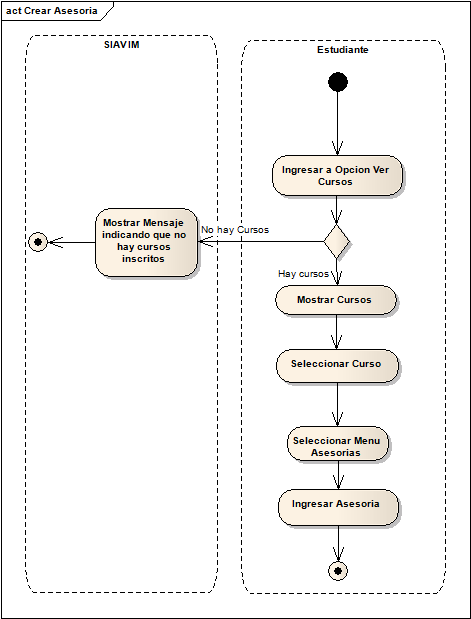 act Crear Asesoria
SIAVIM
Estudiante
Ingresar a Opcion Ver
Cursos
Mostrar Mensaje
indicando que no
hay cursos
inscritos
No hay Cursos
Hay cursos
Mostrar Cursos
Seleccionar Curso
Seleccionar Menu
Asesorias
Ingresar Asesoria